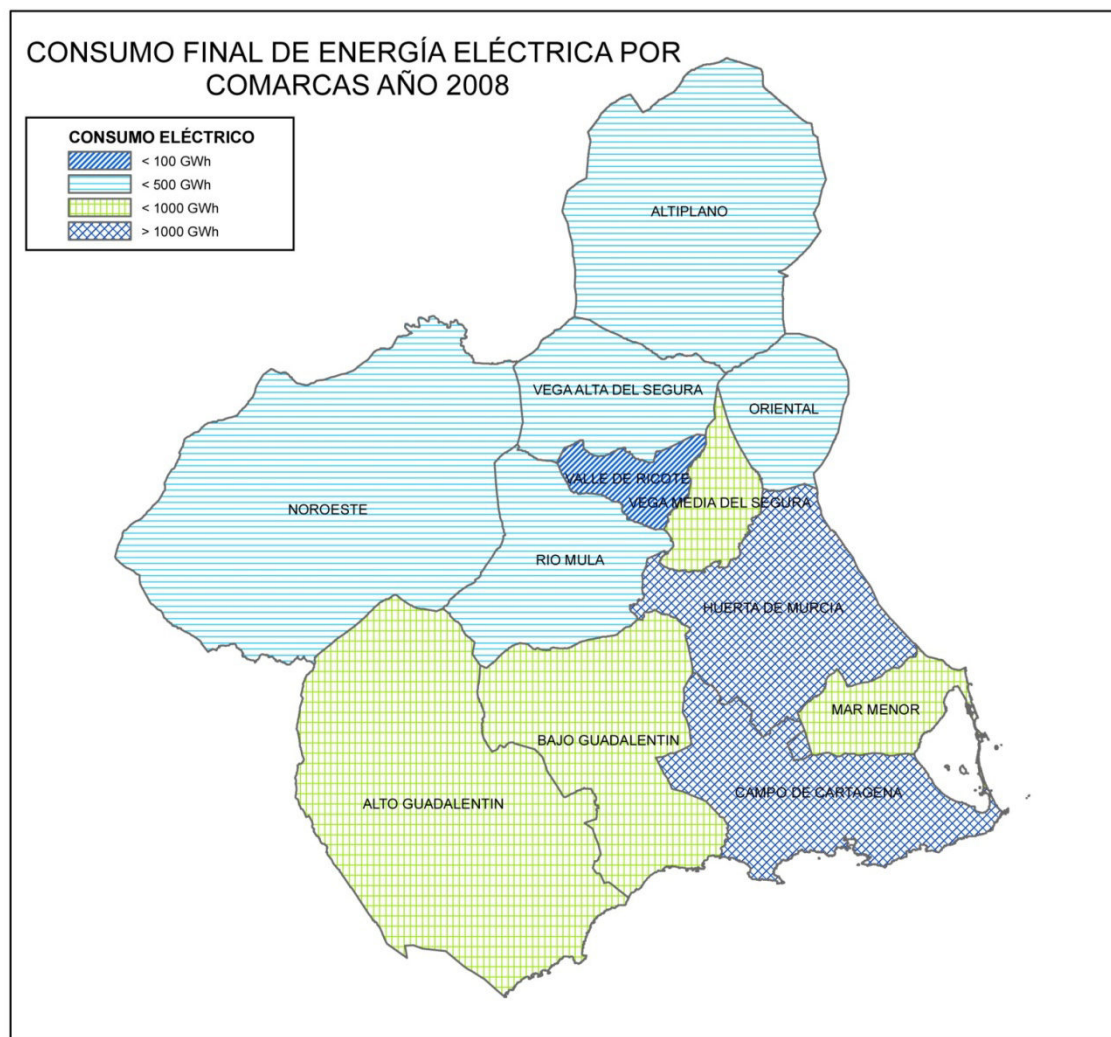 CONSUMO FINAL DE ENERGÍA ELÉCTRICA POR
COMARCAS AÑO 2008
CONSUMO ELÉCTRICO
< 100 GWh
< 500 GWh
< 1000 GWh
> 1000 GWh
ALTIPLANO
VEGA ALTA DEL SEGURA
ORIENTAL
VALLE DE RICOTE
VEGA MEDIA DEL SEGURA
NOROESTE
RIO MULA
HUERTA DE MURCIA
MAR MENOR
BAJO GUADALENTIN
CAMPO DE CARTAGENA
ALTO GUADALENTIN